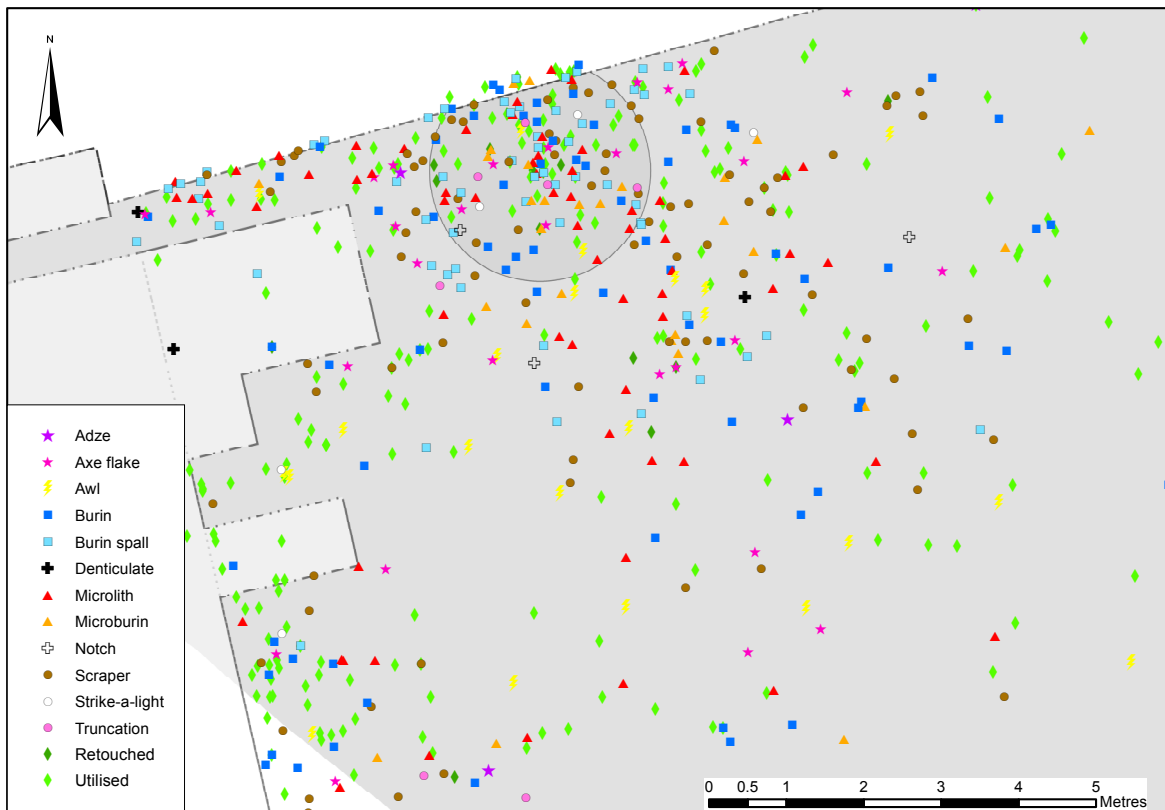 N
Adze
Axe flake
Awl
Burin
Burin spall
Denticulate
Microlith
Microburin
Notch
Scraper
Strike-a-light
Truncation
Retouched
Utilised
0 0.5 1 2 3 4 5
Metres